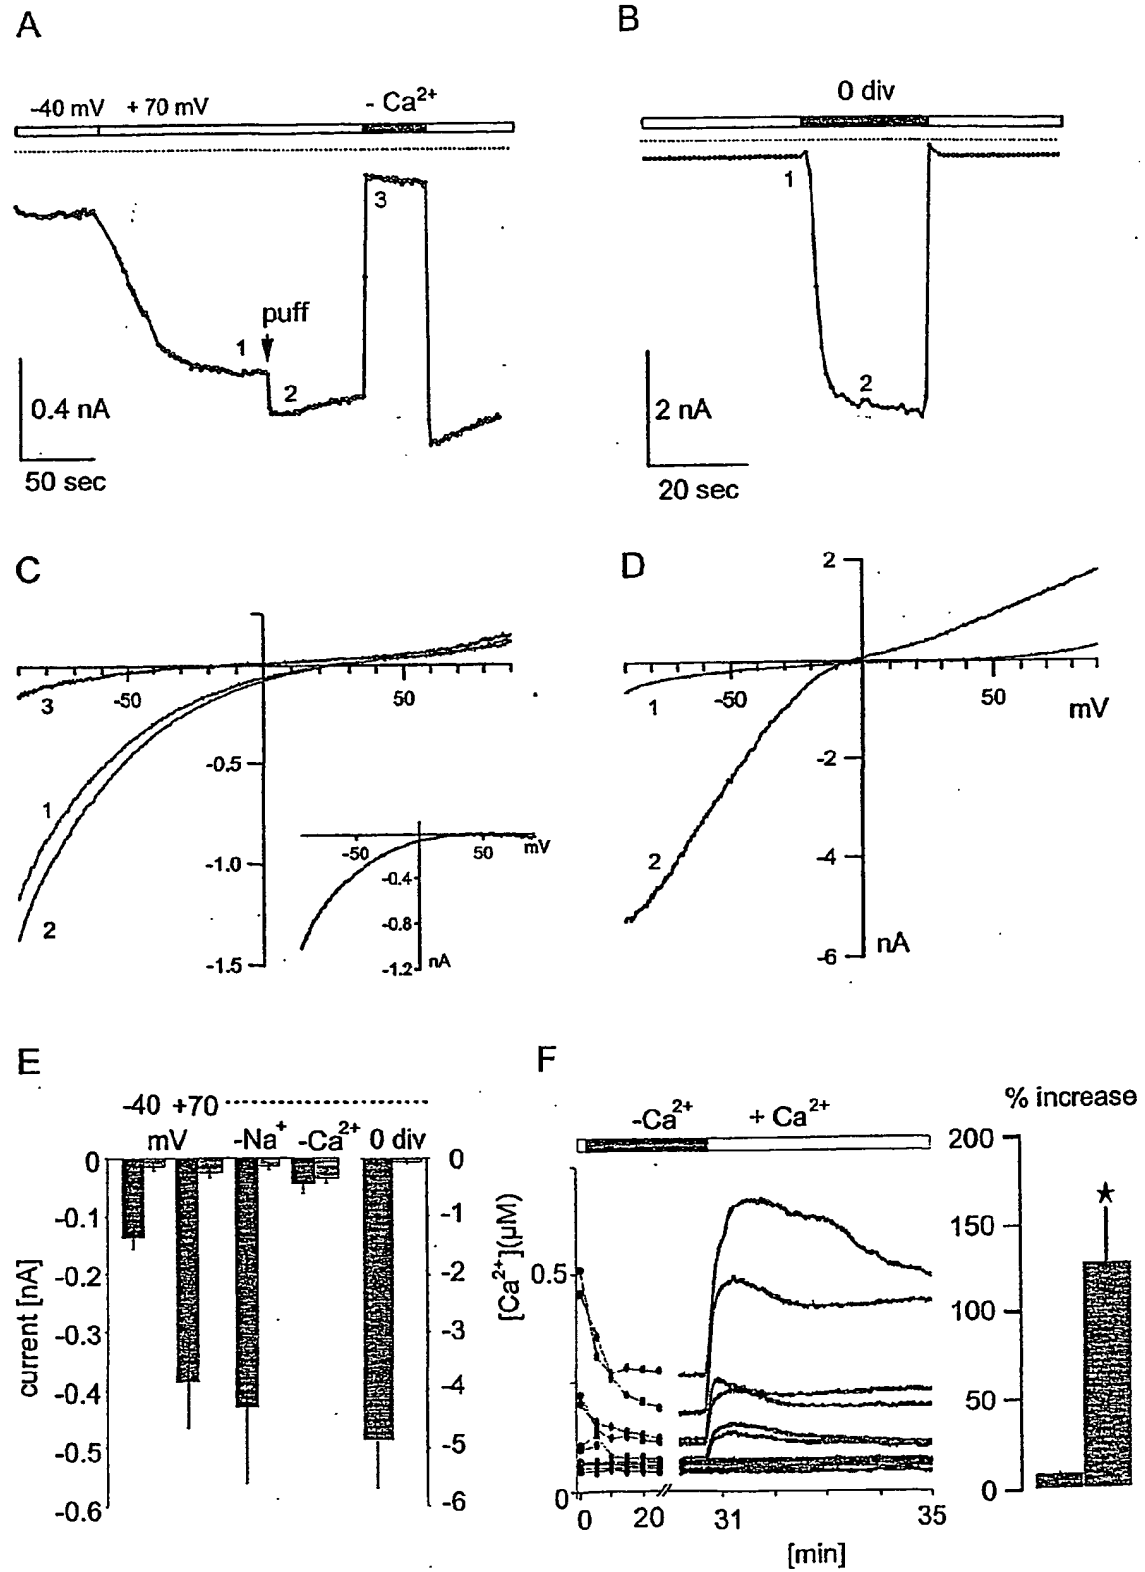 A
B
-40 mV + 70 mV - Ca²⁺
0 div
1
puff
2
3
0.4 nA
50 sec
1
2
2 nA
20 sec
C
D
-50 50
3
-0.5
1
-1.0
2
-1.5
-50 50 mV
-0.4
-0.8
-1.2 nA
2
-50 50 mV
1
-2
2
-4
-6 nA
E
F
-40 +70
mV -Na⁺ -Ca²⁺ 0 div
0
-0.1
-0.2
-0.3
-0.4
-0.5
-0.6
current [nA]
0
-1
-2
-3
-4
-5
-6
-Ca²⁺ + Ca²⁺
[Ca²⁺](µM)
0.5
0
0 20 31 35
[min]
% increase
200
150
100
50
0
★